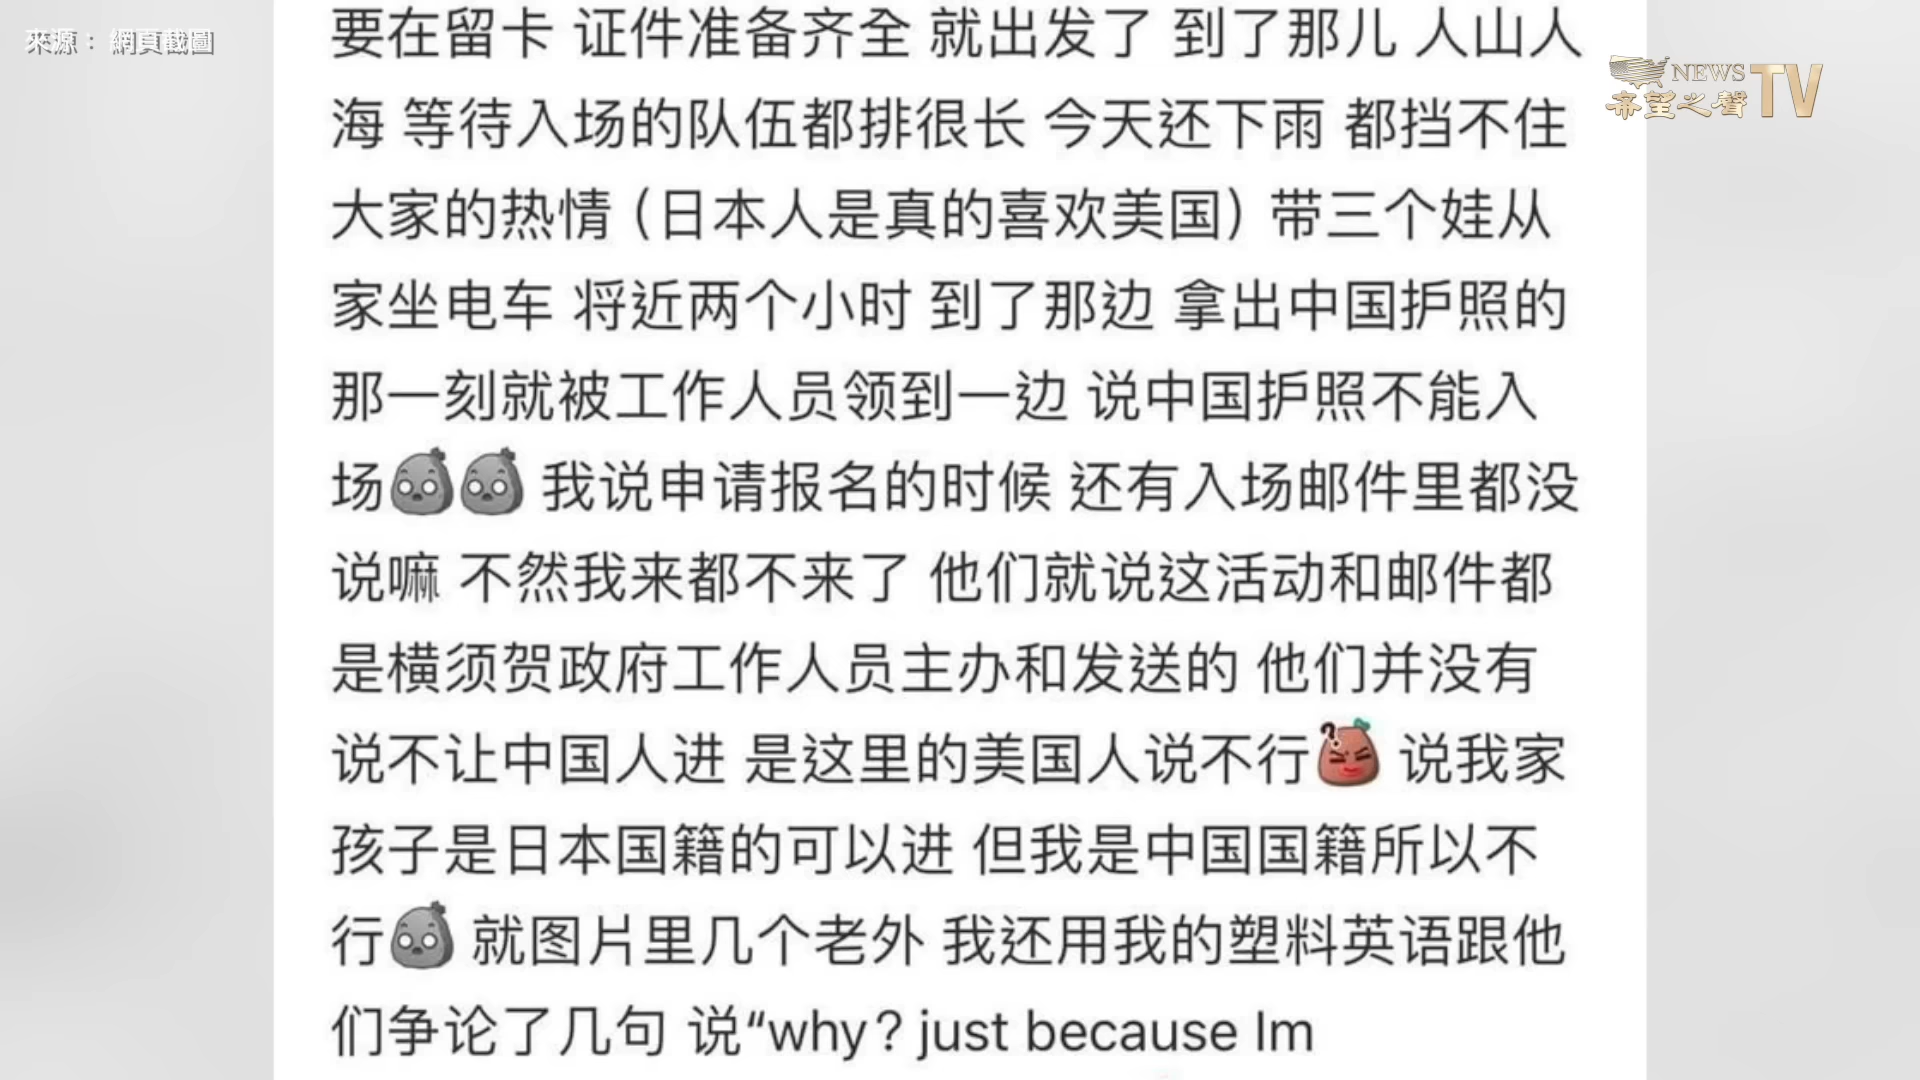 來源：網頁截圖
NEWS
希望之聲TV
要在留卡 证件准备齐全 就出发了 到了那儿 人山人
海 等待入场的队伍都排很长 今天还下雨 都挡不住
大家的热情（日本人是真的喜欢美国）带三个娃从
家坐电车 将近两个小时 到了那边 拿出中国护照的
那一刻就被工作人员领到一边 说中国护照不能入
场 我说申请报名的时候 还有入场邮件里都没
说嘛 不然我来都不来了 他们就说这活动和邮件都
是横须贺政府工作人员主办和发送的 他们并没有
说不让中国人进 是这里的美国人说不行 说我家
孩子是日本国籍的可以进 但我是中国国籍所以不
行 就图片里几个老外 我还用我的塑料英语跟他
们争论了几句 说“why？just because Im